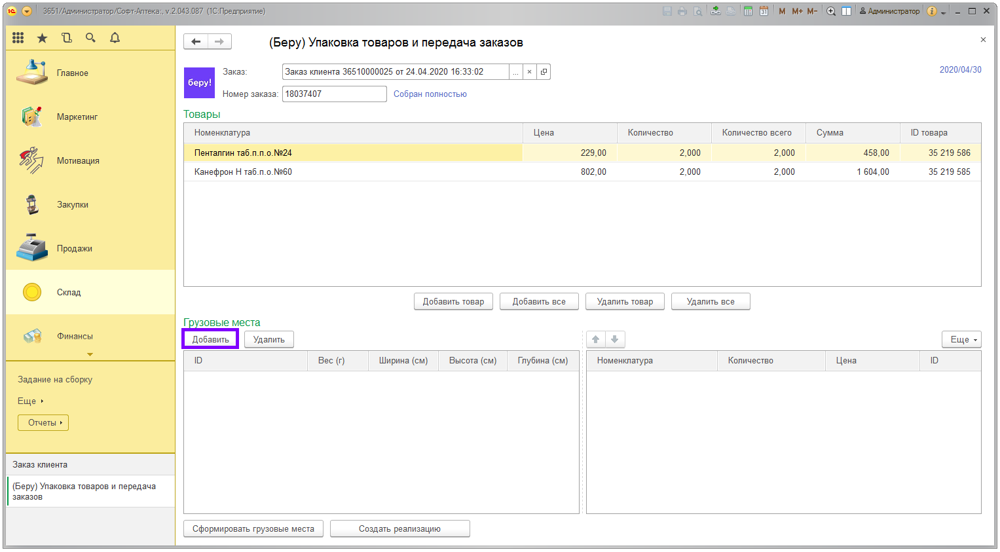 3651/Администратор/Софт-Аптека:, v.2.043.087 (1С:Предприятие)
M M+ M- Администратор
Главное
Маркетинг
Мотивация
Закупки
Продажи
Склад
Финансы
Задание на сборку
Еще
Отчеты
Заказ клиента
(Беру) Упаковка товаров и передача
заказов
(Беру) Упаковка товаров и передача заказов
беру!
Заказ: Заказ клиента 36510000025 от 24.04.2020 16:33:02 ... ×
2020/04/30
Номер заказа: 18037407 Собран полностью
Товары
Номенклатура Цена Количество Количество всего Сумма ID товара
Пенталгин таб.п.п.о.№24 229,00 2,000 2,000 458,00 35 219 586
Канефрон Н таб.п.о.№60 802,00 2,000 2,000 1 604,00 35 219 585
Добавить товар Добавить все Удалить товар Удалить все
Грузовые места
Добавить Удалить Еще
ID Вес (г) Ширина (см) Высота (см) Глубина (см)
Номенклатура Количество Цена ID
Сформировать грузовые места Создать реализацию